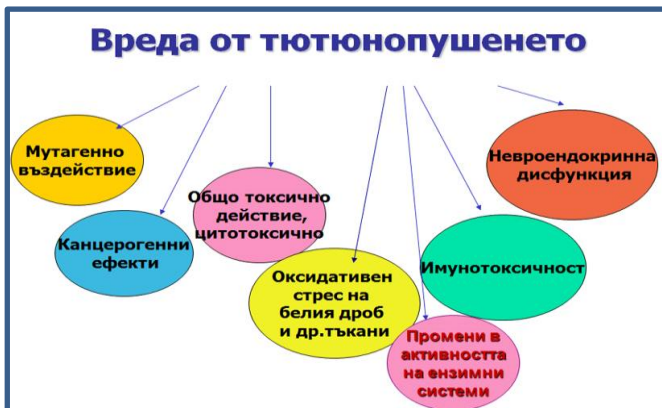 Вреда от тютюнопушенето
Мутагенно
въздействие
Канцерогенни
ефекти
Общо токсично
действие,
цитотоксично
Оксидативен
стрес на
белия дроб
и др.тъкани
Промени в
активността
на ензимни
системи
Имунотоксичност
Невроендокринна
дисфункция